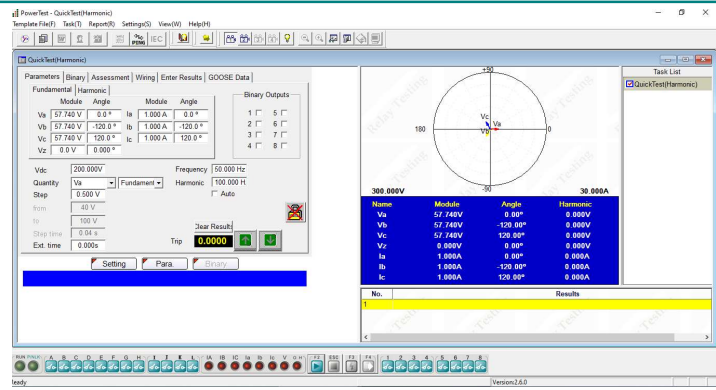 PowerTest - QuickTest(Harmonic)
Template File(F) Task(T) Report(R) Settings(S) View(W) Help(H)
PING IEC
QuickTest(Harmonic)
Parameters Binary Assessment Wiring Enter Results GOOSE Data
Fundamental Harmonic
Module Angle Module Angle
Va 57.740 V 0.0 º Ia 1.000 A 0.0 º
Vb 57.740 V -120.0 º Ib 1.000 A -120.0 º
Vc 57.740 V 120.0 º Ic 1.000 A 120.0 º
Vz 0.0 V 0.000 º
Binary Outputs
1 5
2 6
3 7
4 8
Vdc 200.000V Frequency 50.000 Hz
Quantity Va Fundament Harmonic 100.000 H
Step 0.500 V Auto
from 40 V
to 100 V
Step time 0.04 s
Ext. time 0.000s
Clear Results
Trip 0.0000
Setting Para. Binary
+90
180
0
-90
Vc
Va
Vb
300.000V 30.000A
Name Module Angle Harmonic
Va 57.740V 0.00º 0.000V
Vb 57.740V -120.00º 0.000V
Vc 57.740V 120.00º 0.000V
Vz 0.000V 0.00º 0.000V
Ia 1.000A 0.00º 0.000A
Ib 1.000A -120.00º 0.000A
Ic 1.000A 120.00º 0.000A
No. Results
1
Task List
QuickTest(Harmonic)
Relay Testing
RUN A B C D E F G H I J K L IA IB IC Ia Ib Ic V O H F2 ESC F3 F4 1 2 3 4 5 6 7 8
Ready Version:2.6.0